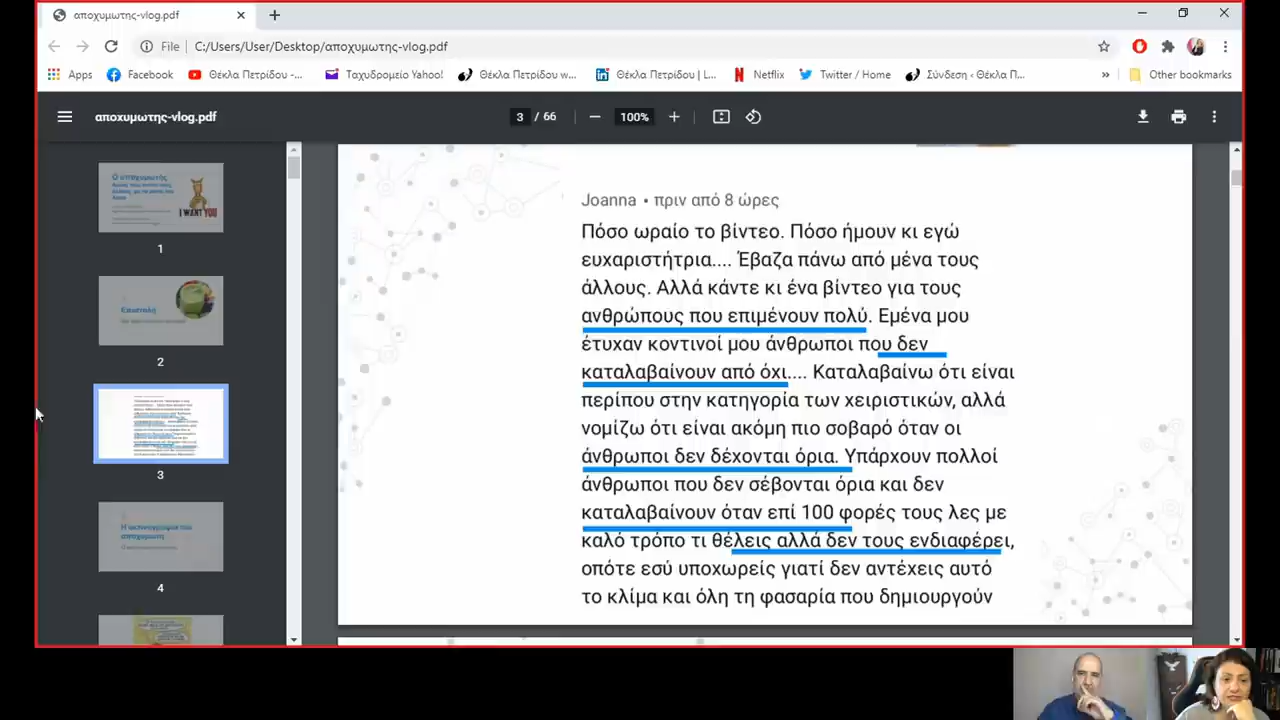 αποχυμωτης-vlog.pdf
File
C:/Users/User/Desktop/αποχυμωτης-vlog.pdf
Apps
Facebook
Θέκλα Πετρίδου -...
Ταχυδρομείο Yahoo!
Θέκλα Πετρίδου w...
Θέκλα Πετρίδου | L...
Netflix
Twitter / Home
Σύνδεση ‹ Θέκλα Π...
»
Other bookmarks
αποχυμωτης-vlog.pdf
3 / 66
100%
Ο αποχυμωτής
I WANT YOU
1
Επιστολή
2
3
4
Joanna • πριν από 8 ώρες
Πόσο ωραίο το βίντεο. Πόσο ήμουν κι εγώ
ευχαριστήτρια.... Έβαζα πάνω από μένα τους
άλλους. Αλλά κάντε κι ένα βίντεο για τους
ανθρώπους που επιμένουν πολύ. Εμένα μου
έτυχαν κοντινοί μου άνθρωποι που δεν
καταλαβαίνουν από όχι.... Καταλαβαίνω ότι είναι
περίπου στην κατηγορία των χειριστικών, αλλά
νομίζω ότι είναι ακόμη πιο σοβαρό όταν οι
άνθρωποι δεν δέχονται όρια. Υπάρχουν πολλοί
άνθρωποι που δεν σέβονται όρια και δεν
καταλαβαίνουν όταν επί 100 φορές τους λες με
καλό τρόπο τι θέλεις αλλά δεν τους ενδιαφέρει,
οπότε εσύ υποχωρείς γιατί δεν αντέχεις αυτό
το κλίμα και όλη τη φασαρία που δημιουργούν